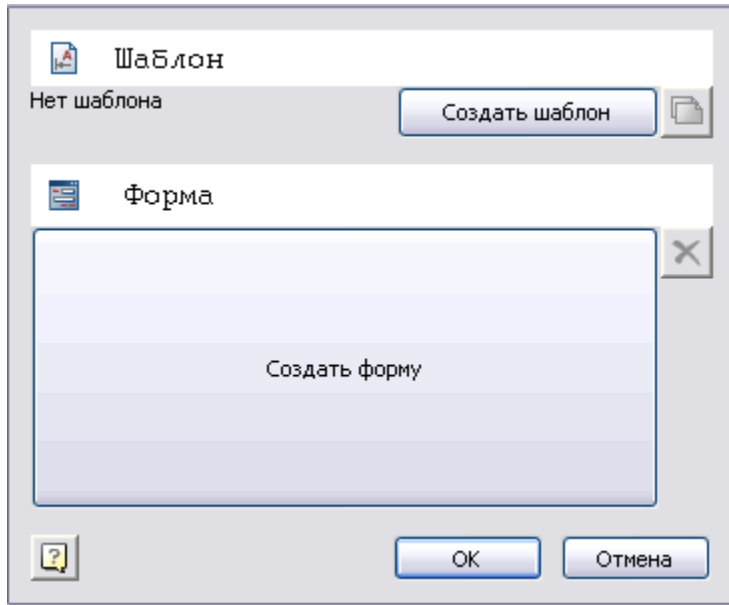 Шаблон
Нет шаблона
Создать шаблон
Форма
Создать форму
OK
Отмена